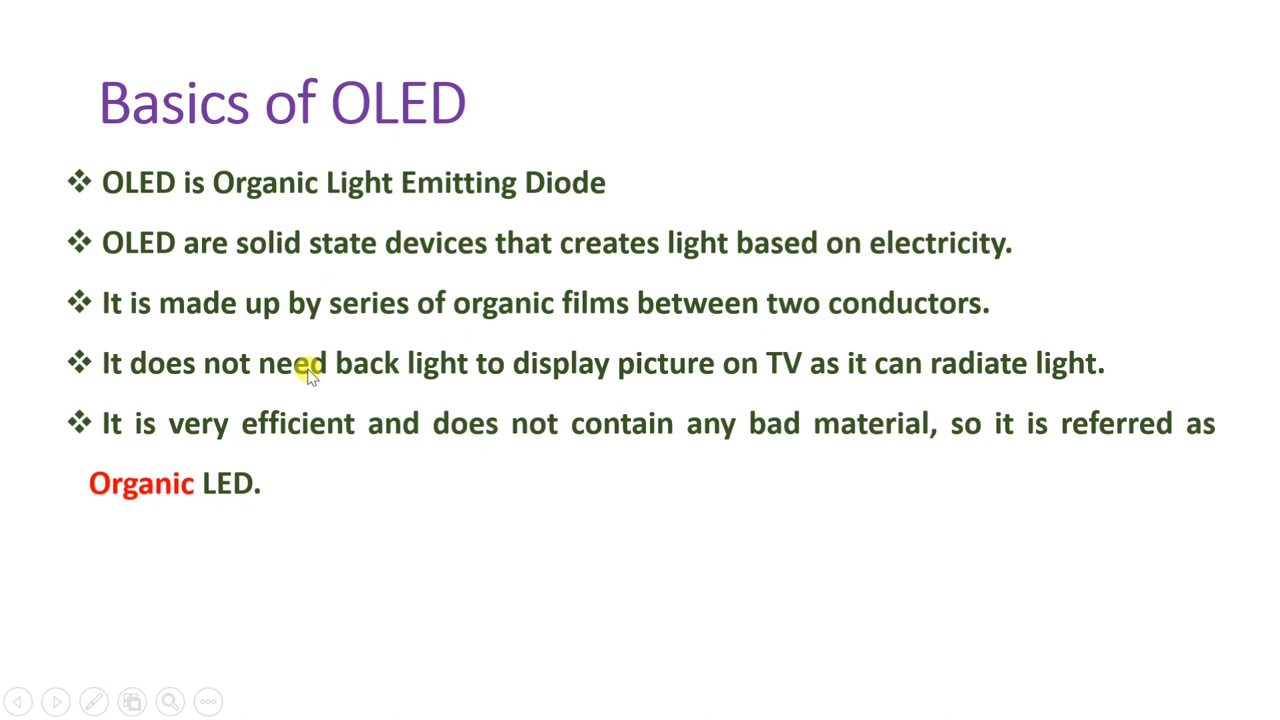 Basics of OLED
❖ OLED is Organic Light Emitting Diode
❖ OLED are solid state devices that creates light based on electricity.
❖ It is made up by series of organic films between two conductors.
❖ It does not need back light to display picture on TV as it can radiate light.
❖ It is very efficient and does not contain any bad material, so it is referred as
Organic LED.